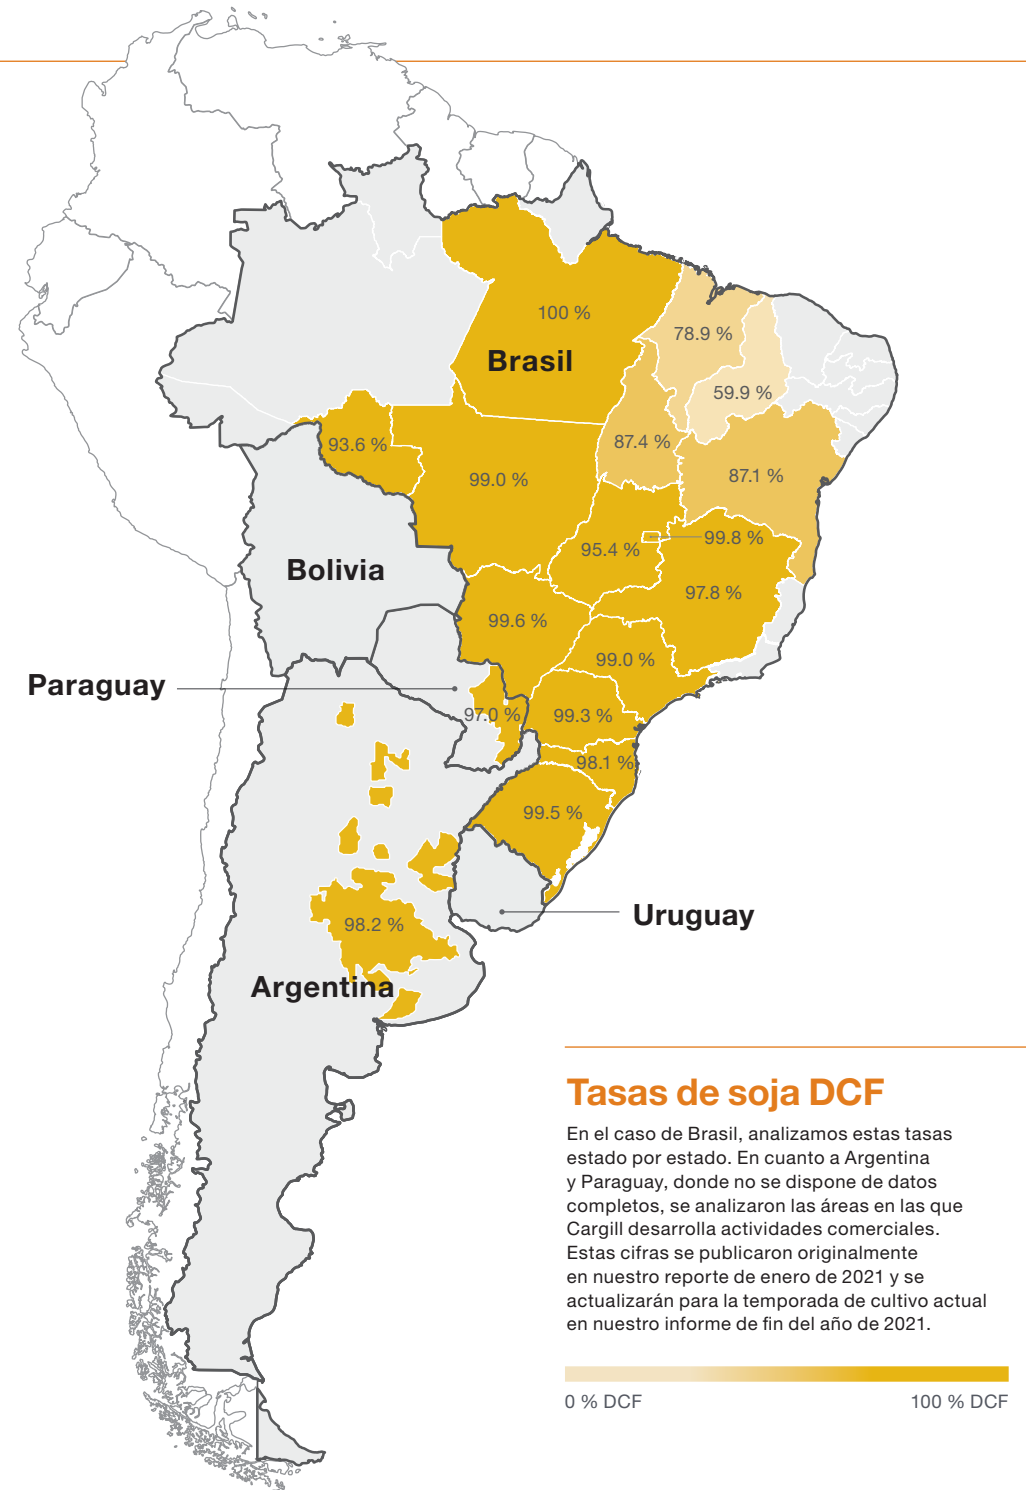 100 %
78.9 %
Brasil
59.9 %
93.6 %
87.4 %
99.0 %
87.1 %
99.8 %
95.4 %
Bolivia
97.8 %
99.6 %
99.0 %
Paraguay
97.0 %
99.3 %
98.1 %
99.5 %
98.2 %
Uruguay
Argentina
Tasas de soja DCF
En el caso de Brasil, analizamos estas tasas
estado por estado. En cuanto a Argentina
y Paraguay, donde no se dispone de datos
completos, se analizaron las áreas en las que
Cargill desarrolla actividades comerciales.
Estas cifras se publicaron originalmente
en nuestro reporte de enero de 2021 y se
actualizarán para la temporada de cultivo actual
en nuestro informe de fin del año de 2021.
0 % DCF
100 % DCF